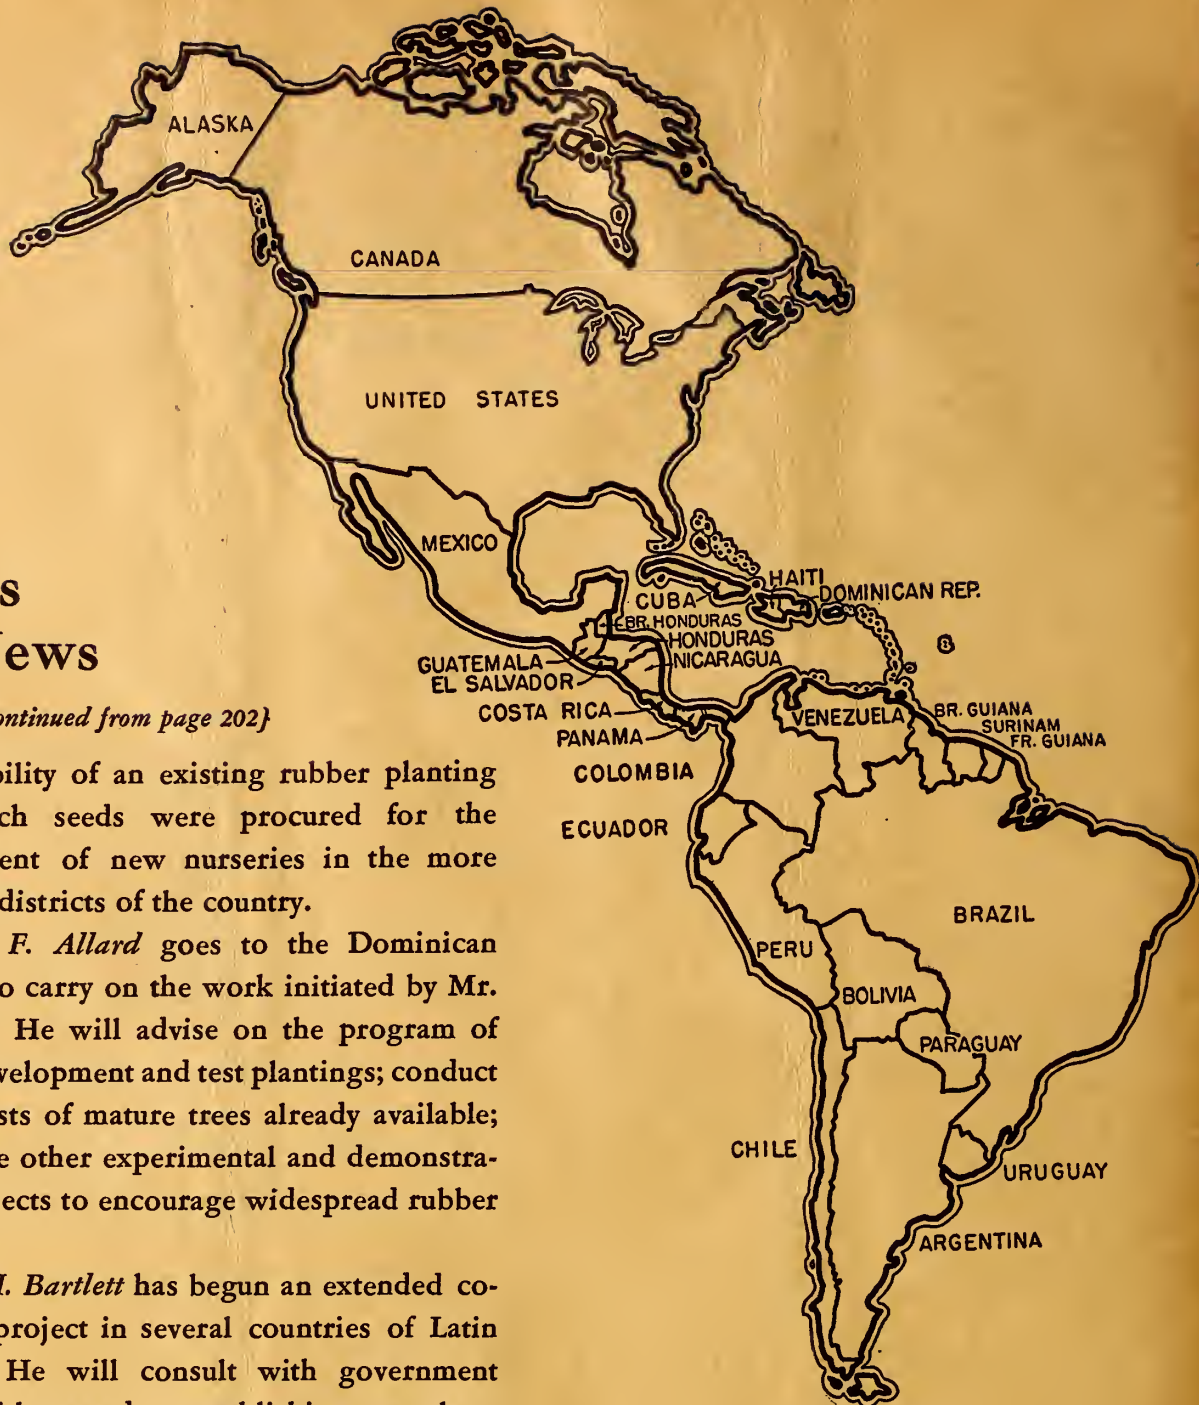 ALASKA
CANADA
UNITED STATES
MEXICO
HAITI
CUBA
DOMINICAN REP.
BR. HONDURAS
HONDURAS
GUATEMALA
NICARAGUA
EL SALVADOR
COSTA RICA
PANAMA
VENEZUELA
BR. GUIANA
SURINAM
FR. GUIANA
COLOMBIA
ECUADOR
BRAZIL
PERU
BOLIVIA
PARAGUAY
CHILE
URUGUAY
ARGENTINA
s
ews
ontinued from page 202}
bility of an existing rubber planting
ch seeds were procured for the
ent of new nurseries in the more
districts of the country.
F. Allard goes to the Dominican
o carry on the work initiated by Mr.
He will advise on the program of
velopment and test plantings; conduct
sts of mature trees already available;
e other experimental and demonstra-
ects to encourage widespread rubber
I. Bartlett has begun an extended co-
project in several countries of Latin
He will consult with government